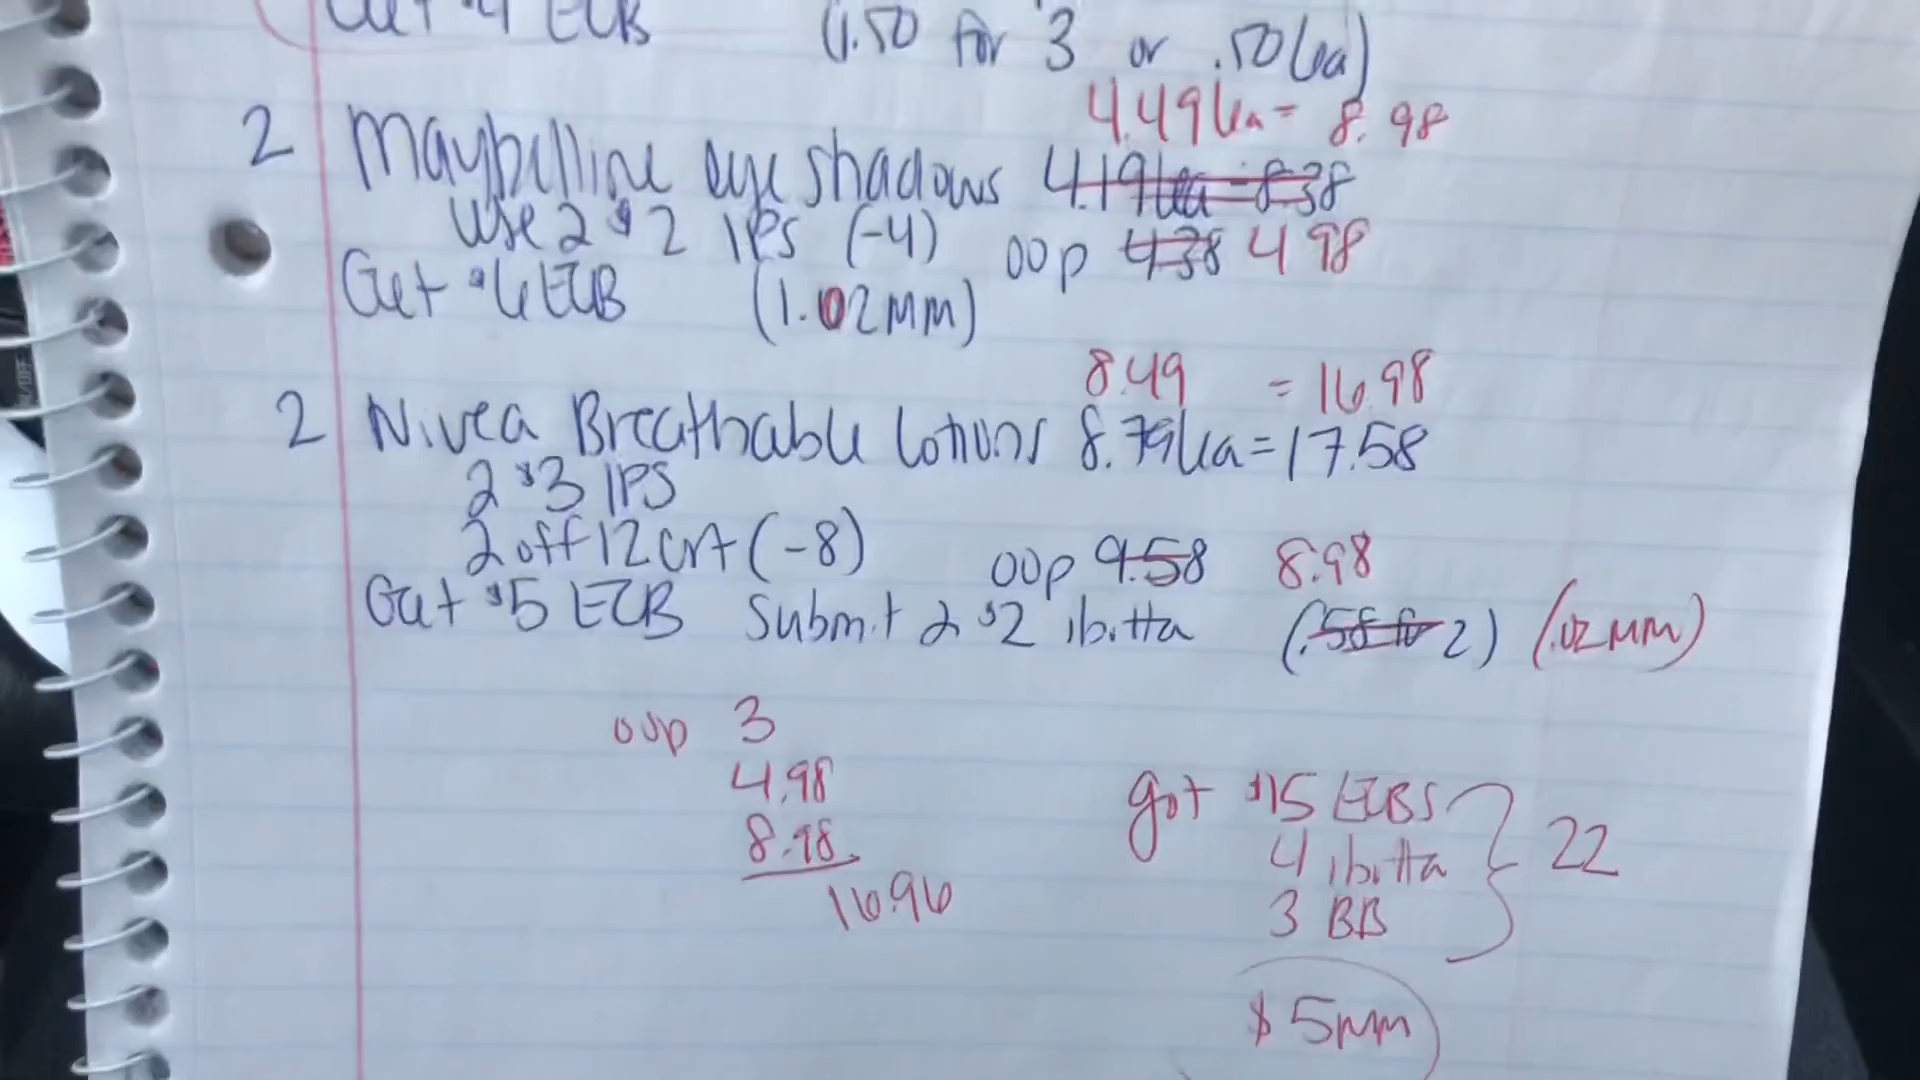 Get $4 ECB (1.50 for 3 or .50/ea)
4.49/ea = 8.98
2 Maybelline eye shadows 4.19/ea = 8.38
use 2 $2 IPS (-4) oop 4.38 4 98
Get $6 ECB (1.02 MM)
8.49 = 16.98
2 Nivea Breathable Lotions 8.79/ea = 17.58
2 $3 IPS
2 off 12 CRT (-8) oop 9.58 8.98
Get $5 ECB Submit 2 $2 ibotta (.58 for 2) (.02 MM)
oop 3
4.98
8.98
16.96
got $15 ECBS
4 ibotta 22
3 BB
$5mm